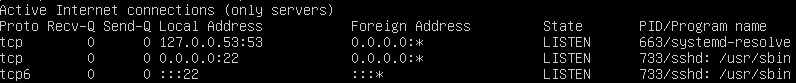 Active Internet connections (only servers)
Proto Recv-Q Send-Q Local Address           Foreign Address         State       PID/Program name
tcp        0      0 127.0.0.53:53           0.0.0.0:*               LISTEN      663/systemd-resolve
tcp        0      0 0.0.0.0:22              0.0.0.0:*               LISTEN      733/sshd: /usr/sbin
tcp6       0      0 :::22                   :::*                    LISTEN      733/sshd: /usr/sbin